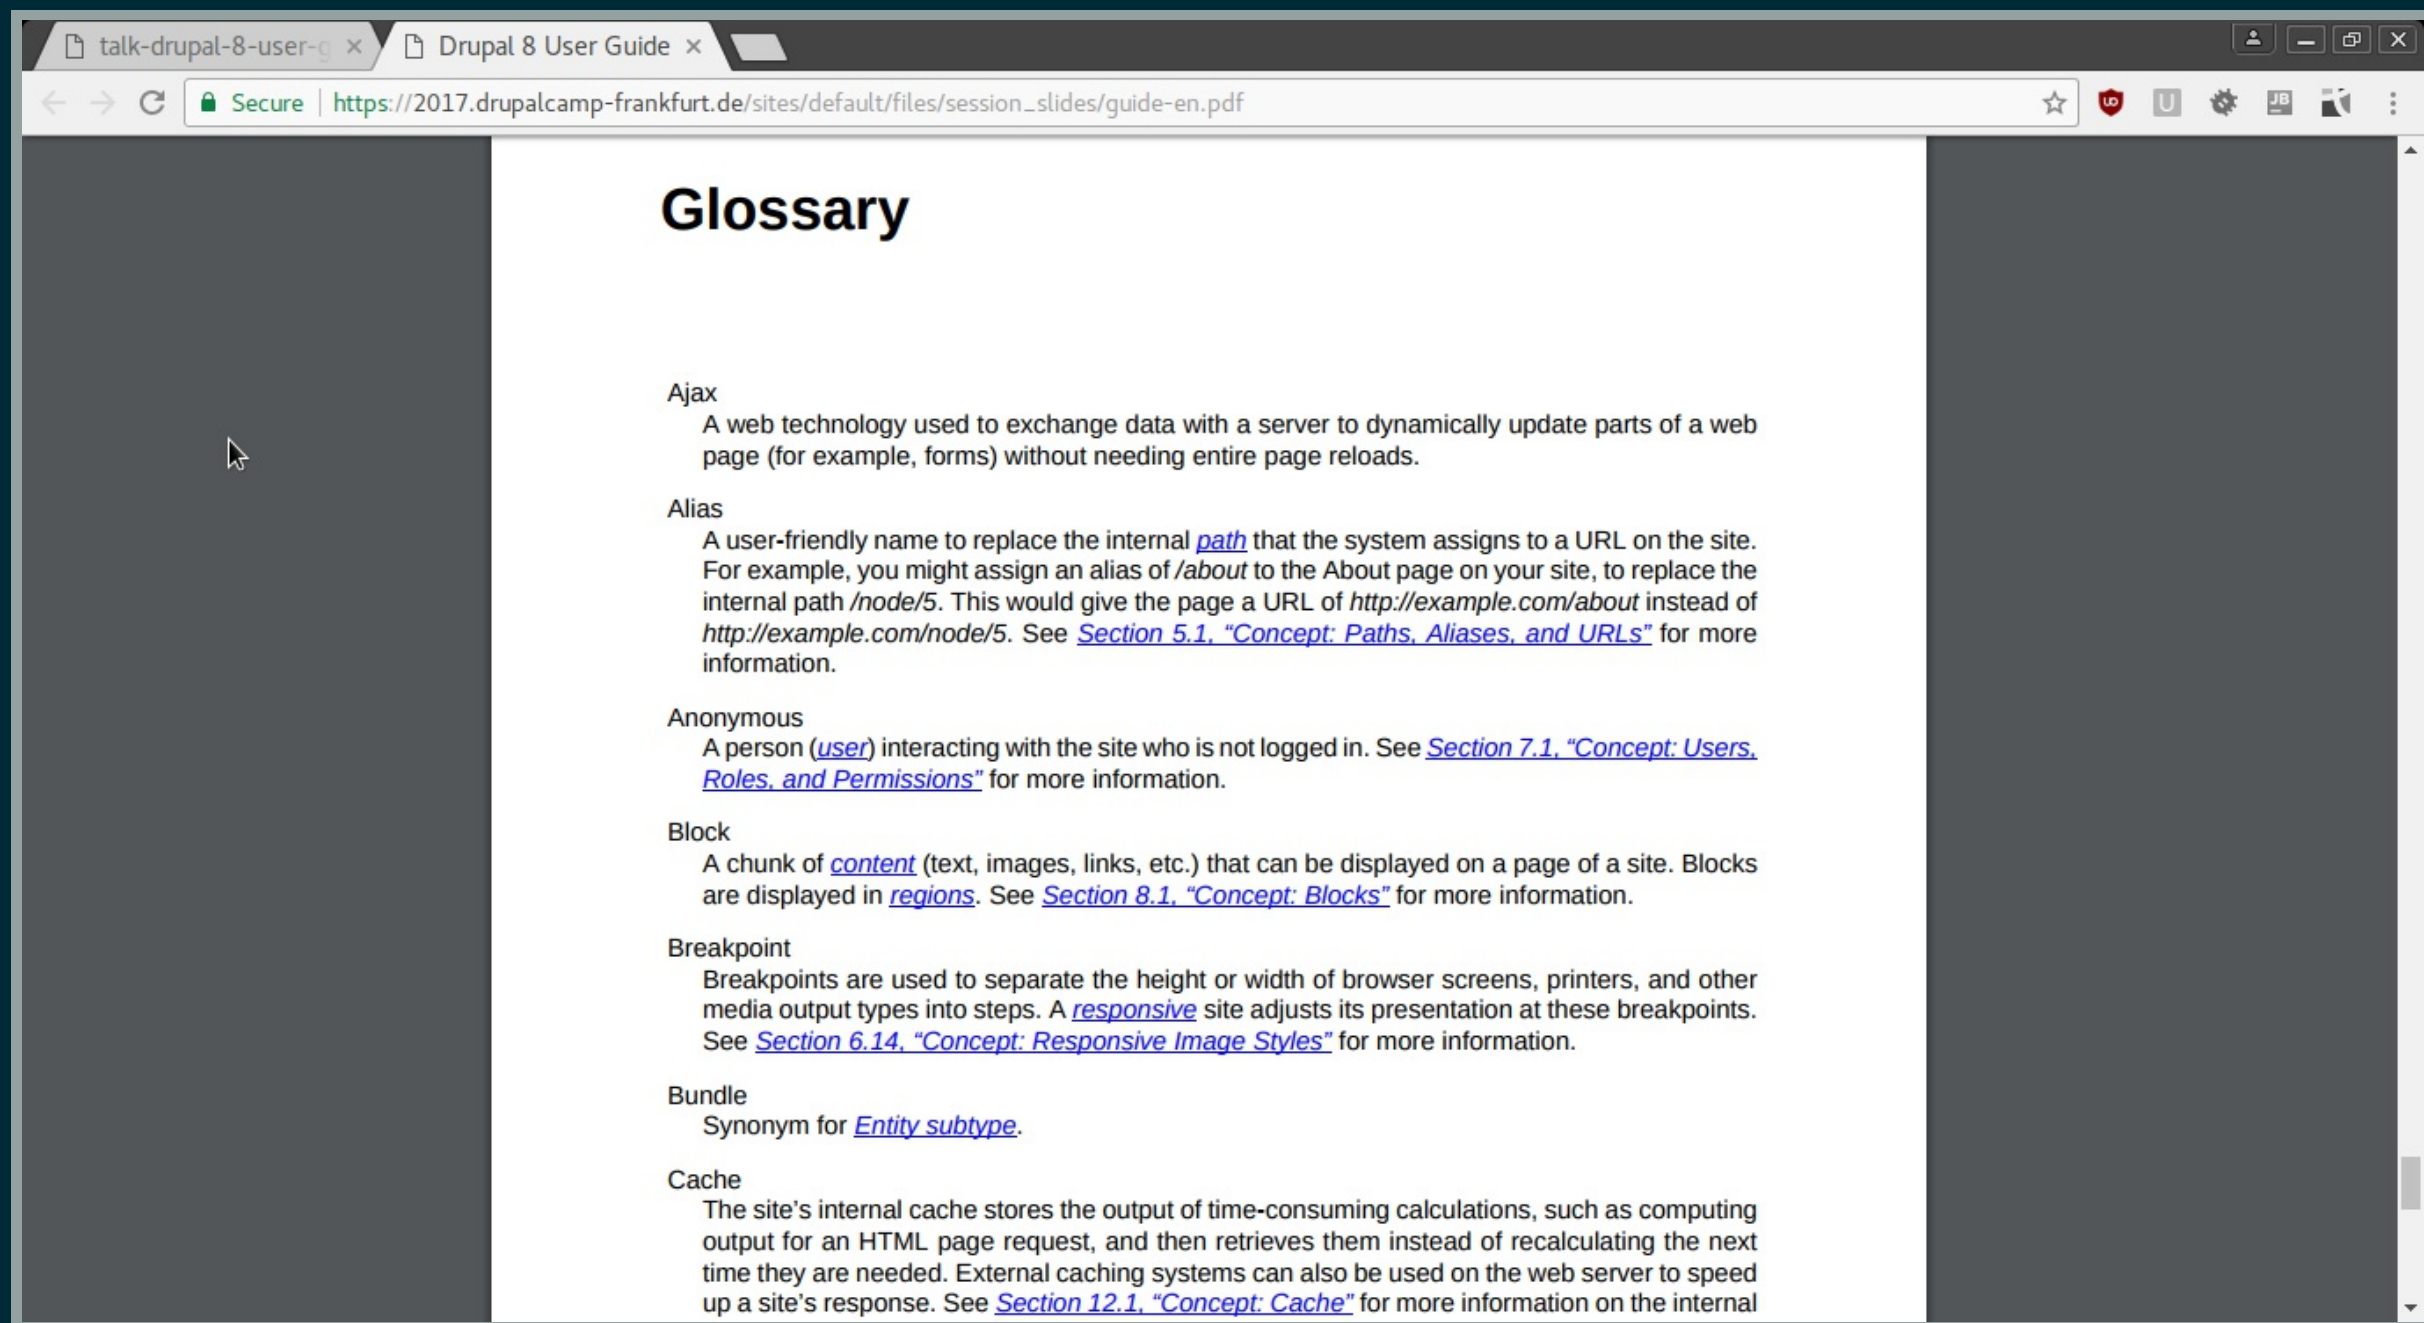 talk-drupal-8-user-g
Drupal 8 User Guide
Secure
https://2017.drupalcamp-frankfurt.de/sites/default/files/session_slides/guide-en.pdf
U
JB
Glossary
Ajax
A web technology used to exchange data with a server to dynamically update parts of a web
page (for example, forms) without needing entire page reloads.
Alias
A user-friendly name to replace the internal path that the system assigns to a URL on the site.
For example, you might assign an alias of /about to the About page on your site, to replace the
internal path /node/5. This would give the page a URL of http://example.com/about instead of
http://example.com/node/5. See Section 5.1, “Concept: Paths, Aliases, and URLs” for more
information.
Anonymous
A person (user) interacting with the site who is not logged in. See Section 7.1, “Concept: Users,
Roles, and Permissions” for more information.
Block
A chunk of content (text, images, links, etc.) that can be displayed on a page of a site. Blocks
are displayed in regions. See Section 8.1, “Concept: Blocks” for more information.
Breakpoint
Breakpoints are used to separate the height or width of browser screens, printers, and other
media output types into steps. A responsive site adjusts its presentation at these breakpoints.
See Section 6.14, “Concept: Responsive Image Styles” for more information.
Bundle
Synonym for Entity subtype.
Cache
The site’s internal cache stores the output of time-consuming calculations, such as computing
output for an HTML page request, and then retrieves them instead of recalculating the next
time they are needed. External caching systems can also be used on the web server to speed
up a site’s response. See Section 12.1, “Concept: Cache” for more information on the internal